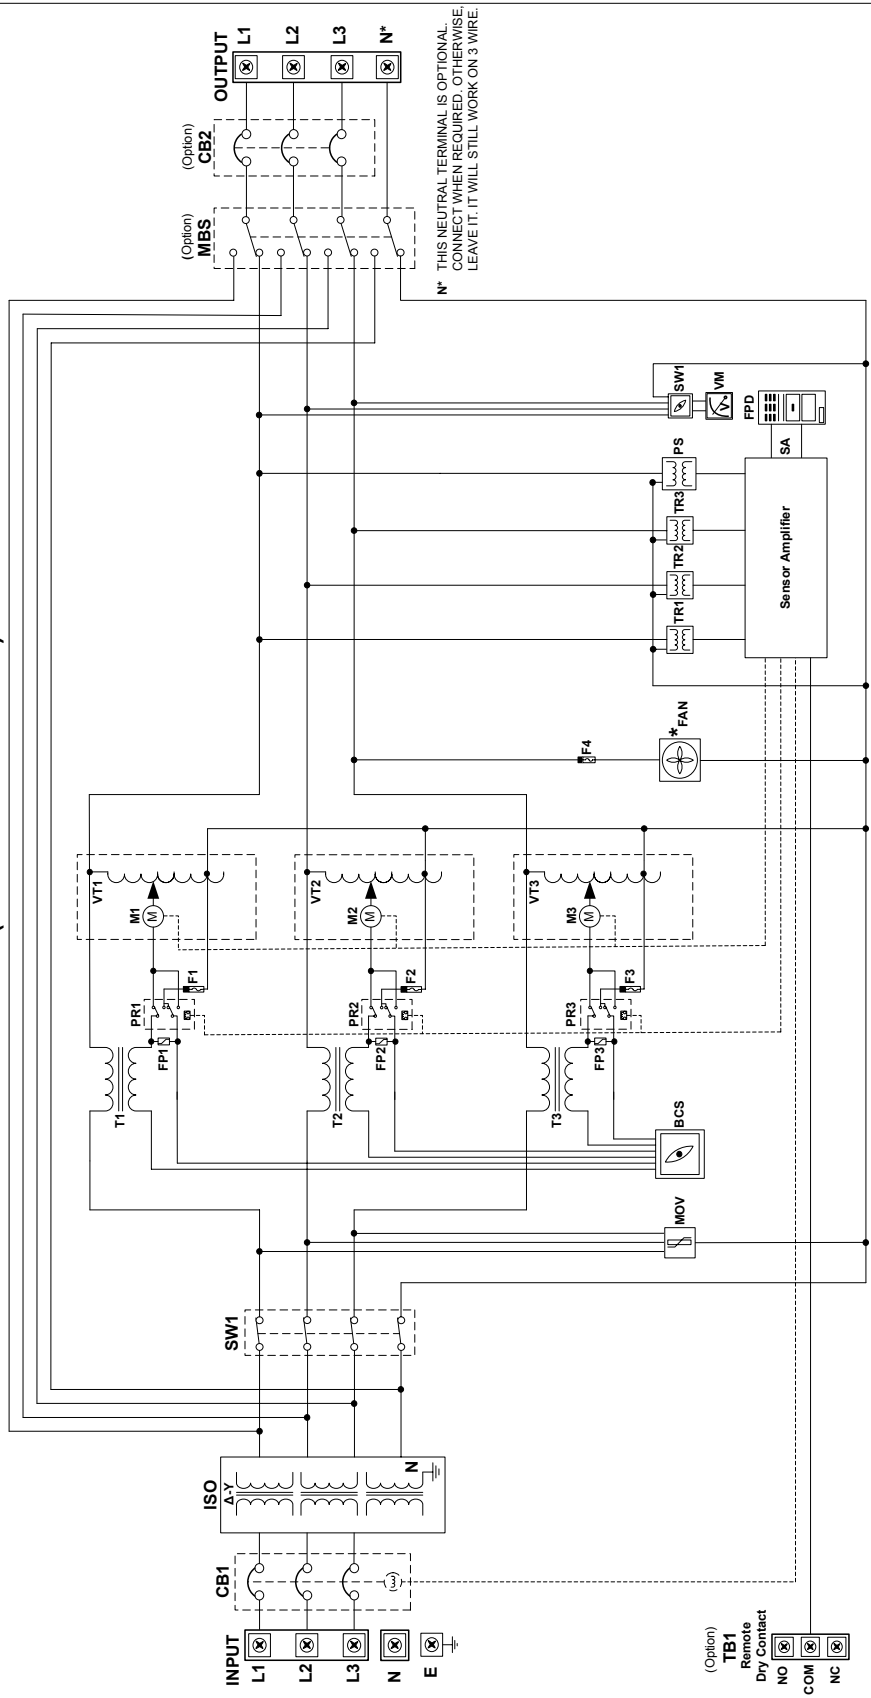 INPUT
L1
L2
L3
N
E
(Option)
TB1
Remote
Dry Contact
NO
COM
NC
CB1
ISO
Δ-Y
N
SW1
MOV
BCS
T1
T2
T3
FP1
FP2
FP3
PR1
PR2
PR3
F1
F2
F3
M1
M
M2
M
M3
M
VT1
VT2
VT3
F4
*FAN
TR1
TR2
TR3
PS
Sensor Amplifier
SA
FPD
SW1
VM
V
(Option)
MBS
(Option)
CB2
OUTPUT
L1
L2
L3
N*
N* THIS NEUTRAL TERMINAL IS OPTIONAL.
CONNECT WHEN REQUIRED. OTHERWISE,
LEAVE IT. IT WILL STILL WORK ON 3 WIRE.